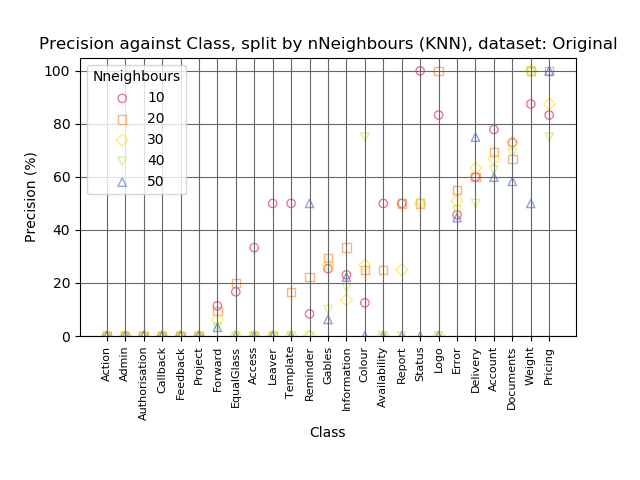 Precision against Class, split by nNeighbours (KNN), dataset: Original
Precision (%)
100
80
60
40
20
0
Nneighbours
10
20
30
40
50
Action
Admin
Authorisation
Callback
Feedback
Project
Forward
EqualGlass
Access
Leaver
Template
Reminder
Gables
Information
Colour
Availability
Report
Status
Logo
Error
Delivery
Account
Documents
Weight
Pricing
Class